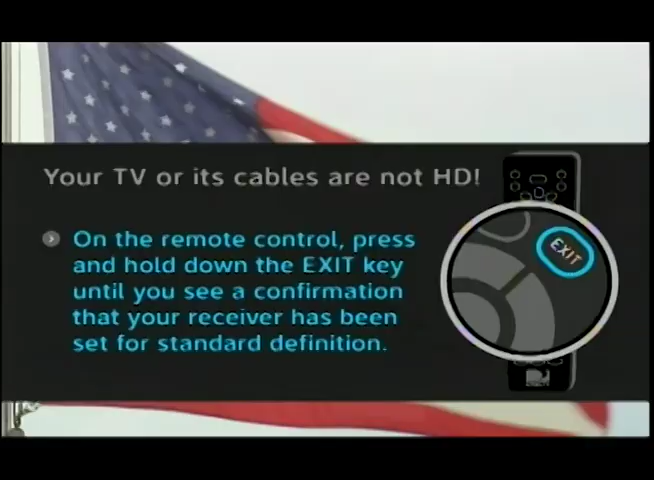 Your TV or its cables are not HD!
On the remote control, press
and hold down the EXIT key
until you see a confirmation
that your receiver has been
set for standard definition.
EXIT